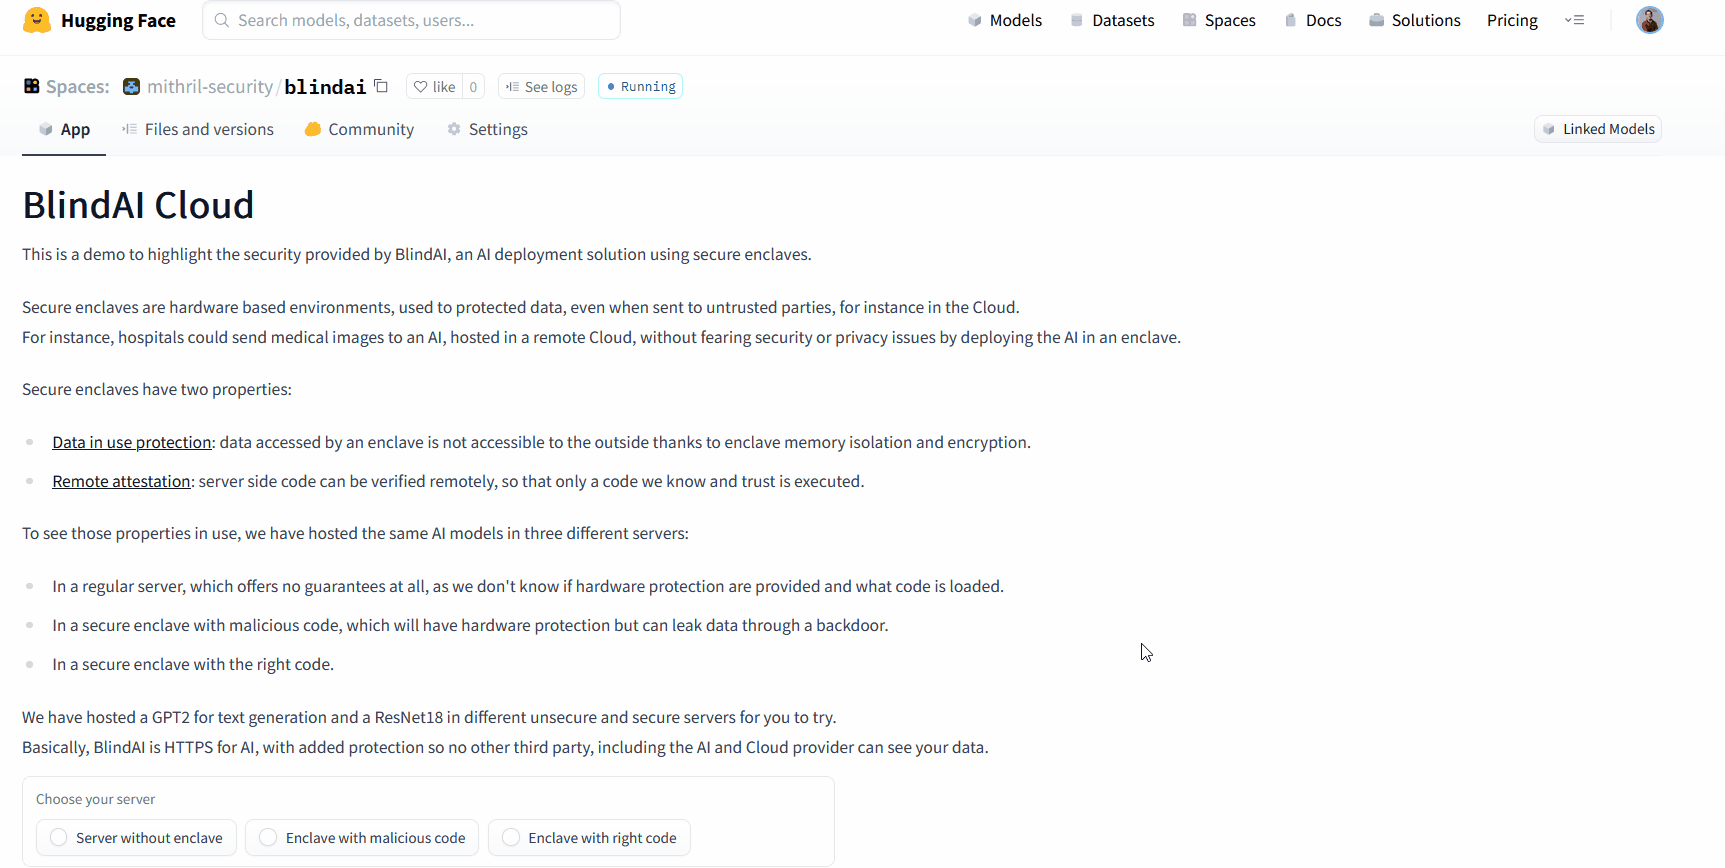 Hugging Face
Search models, datasets, users...
Models
Datasets
Spaces
Docs
Solutions
Pricing
Spaces: mithril-security/blindai
like 0
See logs
Running
App
Files and versions
Community
Settings
Linked Models
BlindAI Cloud
This is a demo to highlight the security provided by BlindAI, an AI deployment solution using secure enclaves.
Secure enclaves are hardware based environments, used to protected data, even when sent to untrusted parties, for instance in the Cloud.
For instance, hospitals could send medical images to an AI, hosted in a remote Cloud, without fearing security or privacy issues by deploying the AI in an enclave.
Secure enclaves have two properties:
Data in use protection: data accessed by an enclave is not accessible to the outside thanks to enclave memory isolation and encryption.
Remote attestation: server side code can be verified remotely, so that only a code we know and trust is executed.
To see those properties in use, we have hosted the same AI models in three different servers:
In a regular server, which offers no guarantees at all, as we don't know if hardware protection are provided and what code is loaded.
In a secure enclave with malicious code, which will have hardware protection but can leak data through a backdoor.
In a secure enclave with the right code.
We have hosted a GPT2 for text generation and a ResNet18 in different unsecure and secure servers for you to try.
Basically, BlindAI is HTTPS for AI, with added protection so no other third party, including the AI and Cloud provider can see your data.
Choose your server
Server without enclave
Enclave with malicious code
Enclave with right code